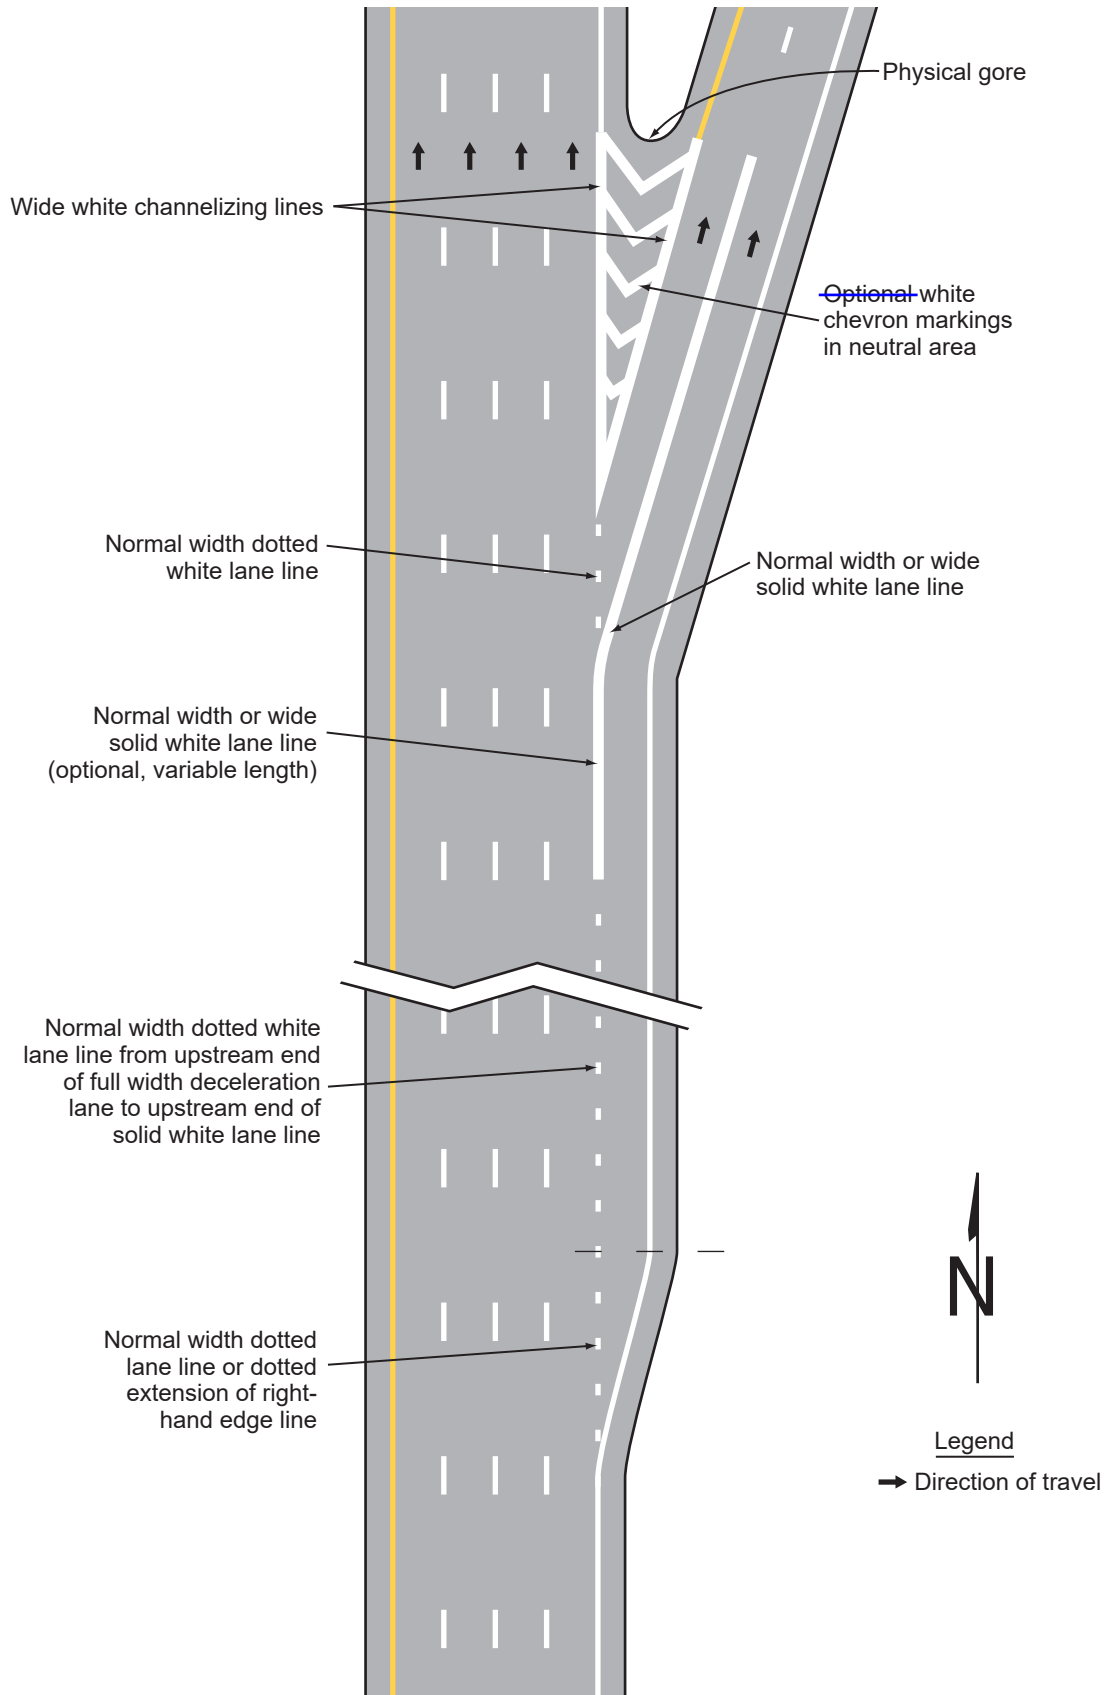 Physical gore
Wide white channelizing lines
Optional white
chevron markings
in neutral area
Normal width dotted
white lane line
Normal width or wide
solid white lane line
Normal width or wide
solid white lane line
(optional, variable length)
Normal width dotted white
lane line from upstream end
of full width deceleration
lane to upstream end of
solid white lane line
N
Normal width dotted
lane line or dotted
extension of right-
hand edge line
Legend
Direction of travel